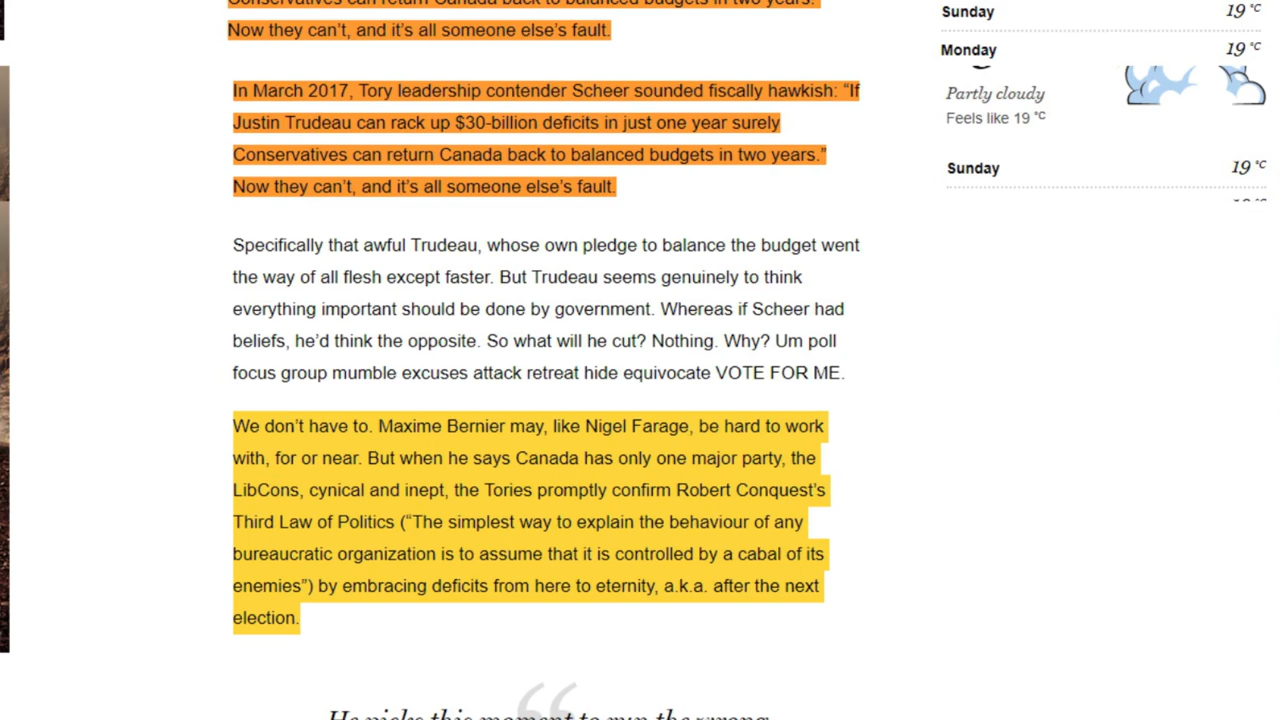 Conservatives can return Canada back to balanced budgets in two years.”
Now they can’t, and it’s all someone else’s fault.
In March 2017, Tory leadership contender Scheer sounded fiscally hawkish: “If
Justin Trudeau can rack up $30-billion deficits in just one year surely
Conservatives can return Canada back to balanced budgets in two years.”
Now they can’t, and it’s all someone else’s fault.
Specifically that awful Trudeau, whose own pledge to balance the budget went
the way of all flesh except faster. But Trudeau seems genuinely to think
everything important should be done by government. Whereas if Scheer had
beliefs, he’d think the opposite. So what will he cut? Nothing. Why? Um poll
focus group mumble excuses attack retreat hide equivocate VOTE FOR ME.
We don’t have to. Maxime Bernier may, like Nigel Farage, be hard to work
with, for or near. But when he says Canada has only one major party, the
LibCons, cynical and inept, the Tories promptly confirm Robert Conquest’s
Third Law of Politics (“The simplest way to explain the behaviour of any
bureaucratic organization is to assume that it is controlled by a cabal of its
enemies”) by embracing deficits from here to eternity, a.k.a. after the next
election.
“
He picks this moment to run the wrong
Sunday 19 °C
Monday 19 °C
Partly cloudy
Feels like 19 °C
Sunday 19 °C